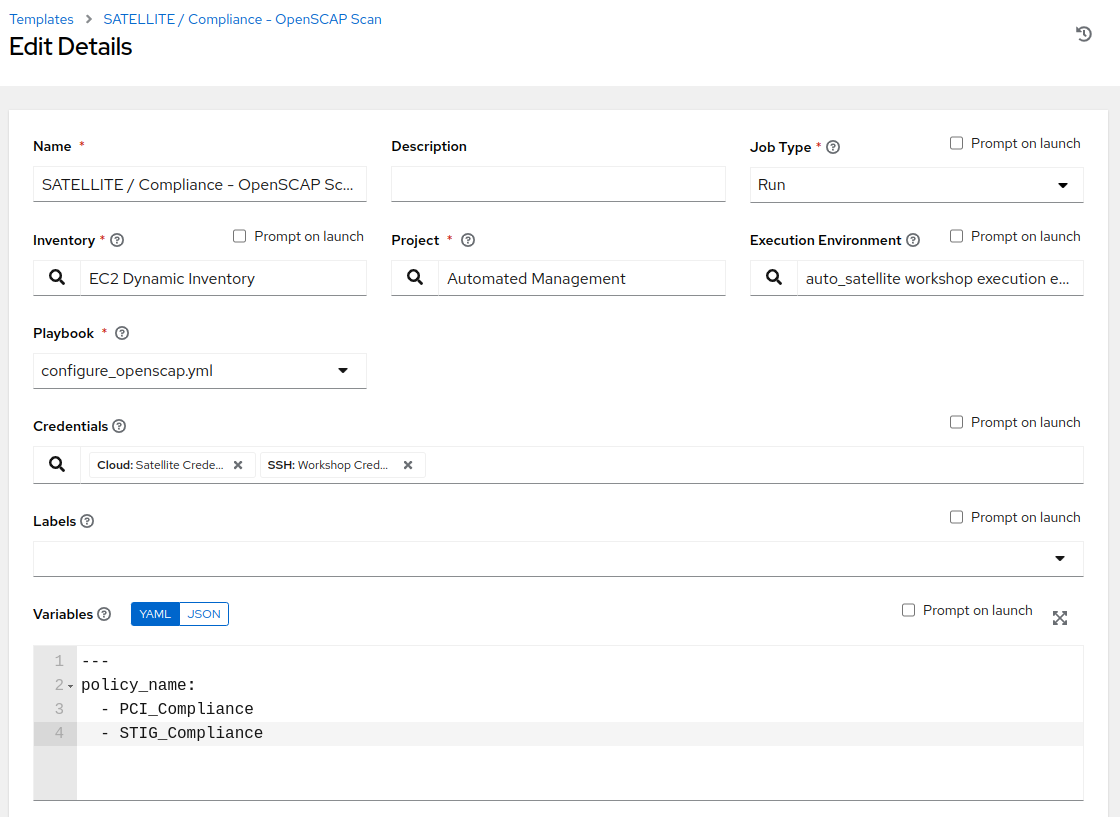 Templates > SATELLITE / Compliance - OpenSCAP Scan
Edit Details
Name *
Description
Job Type * Prompt on launch
SATELLITE / Compliance - OpenSCAP Sc...
Run
Inventory * Prompt on launch
Project *
Execution Environment Prompt on launch
EC2 Dynamic Inventory
Automated Management
auto_satellite workshop execution e...
Playbook *
configure_openscap.yml
Credentials Prompt on launch
Cloud: Satellite Crede... SSH: Workshop Cred...
Labels Prompt on launch
Variables YAML JSON Prompt on launch
1 ---
2 policy_name:
3 - PCI_Compliance
4 - STIG_Compliance